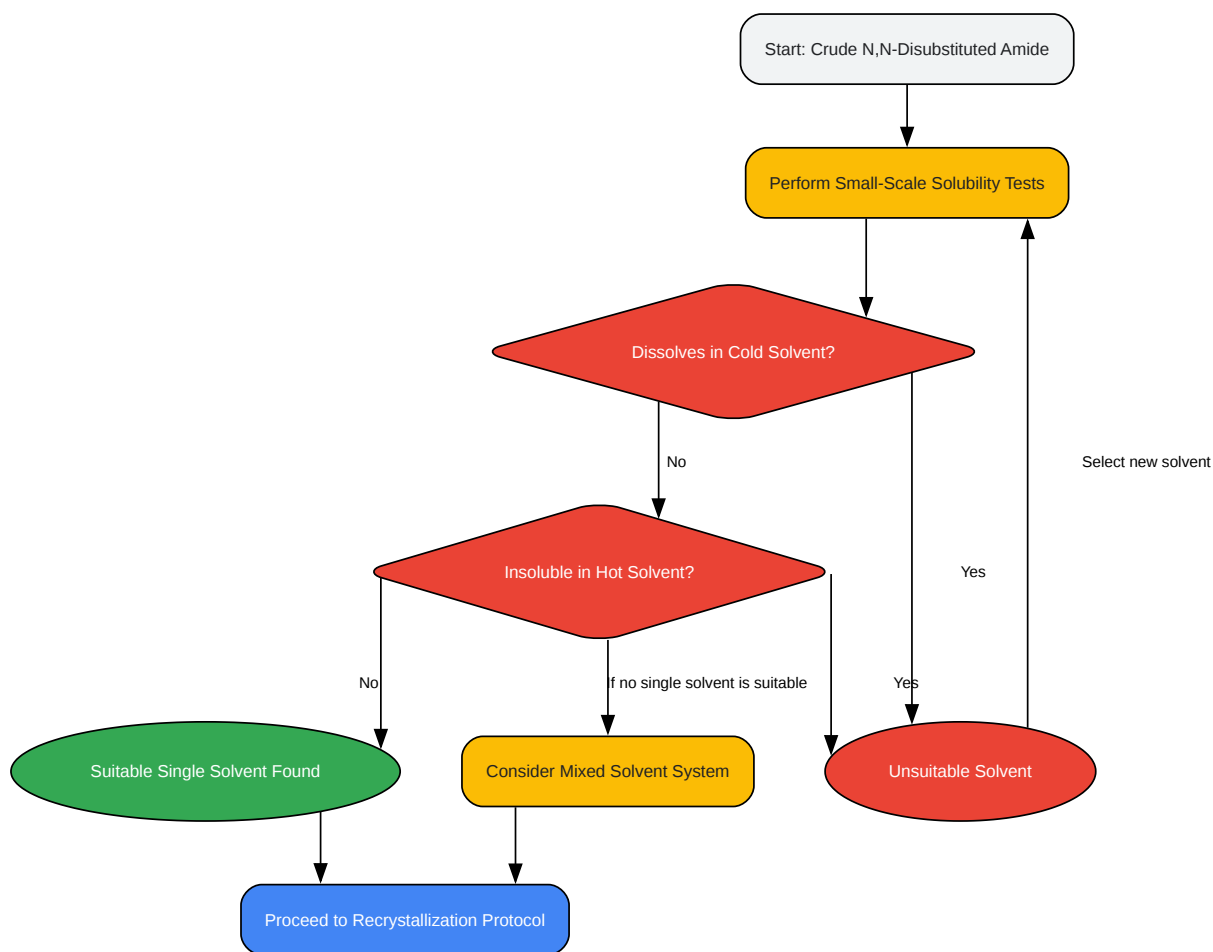 Start: Crude N,N-Disubstituted Amide
Perform Small-Scale Solubility Tests
Dissolves in Cold Solvent?
No
Select new solvent
Insoluble in Hot Solvent?
Yes
No
If no single solvent is suitable
Yes
Suitable Single Solvent Found
Consider Mixed Solvent System
Unsuitable Solvent
Proceed to Recrystallization Protocol